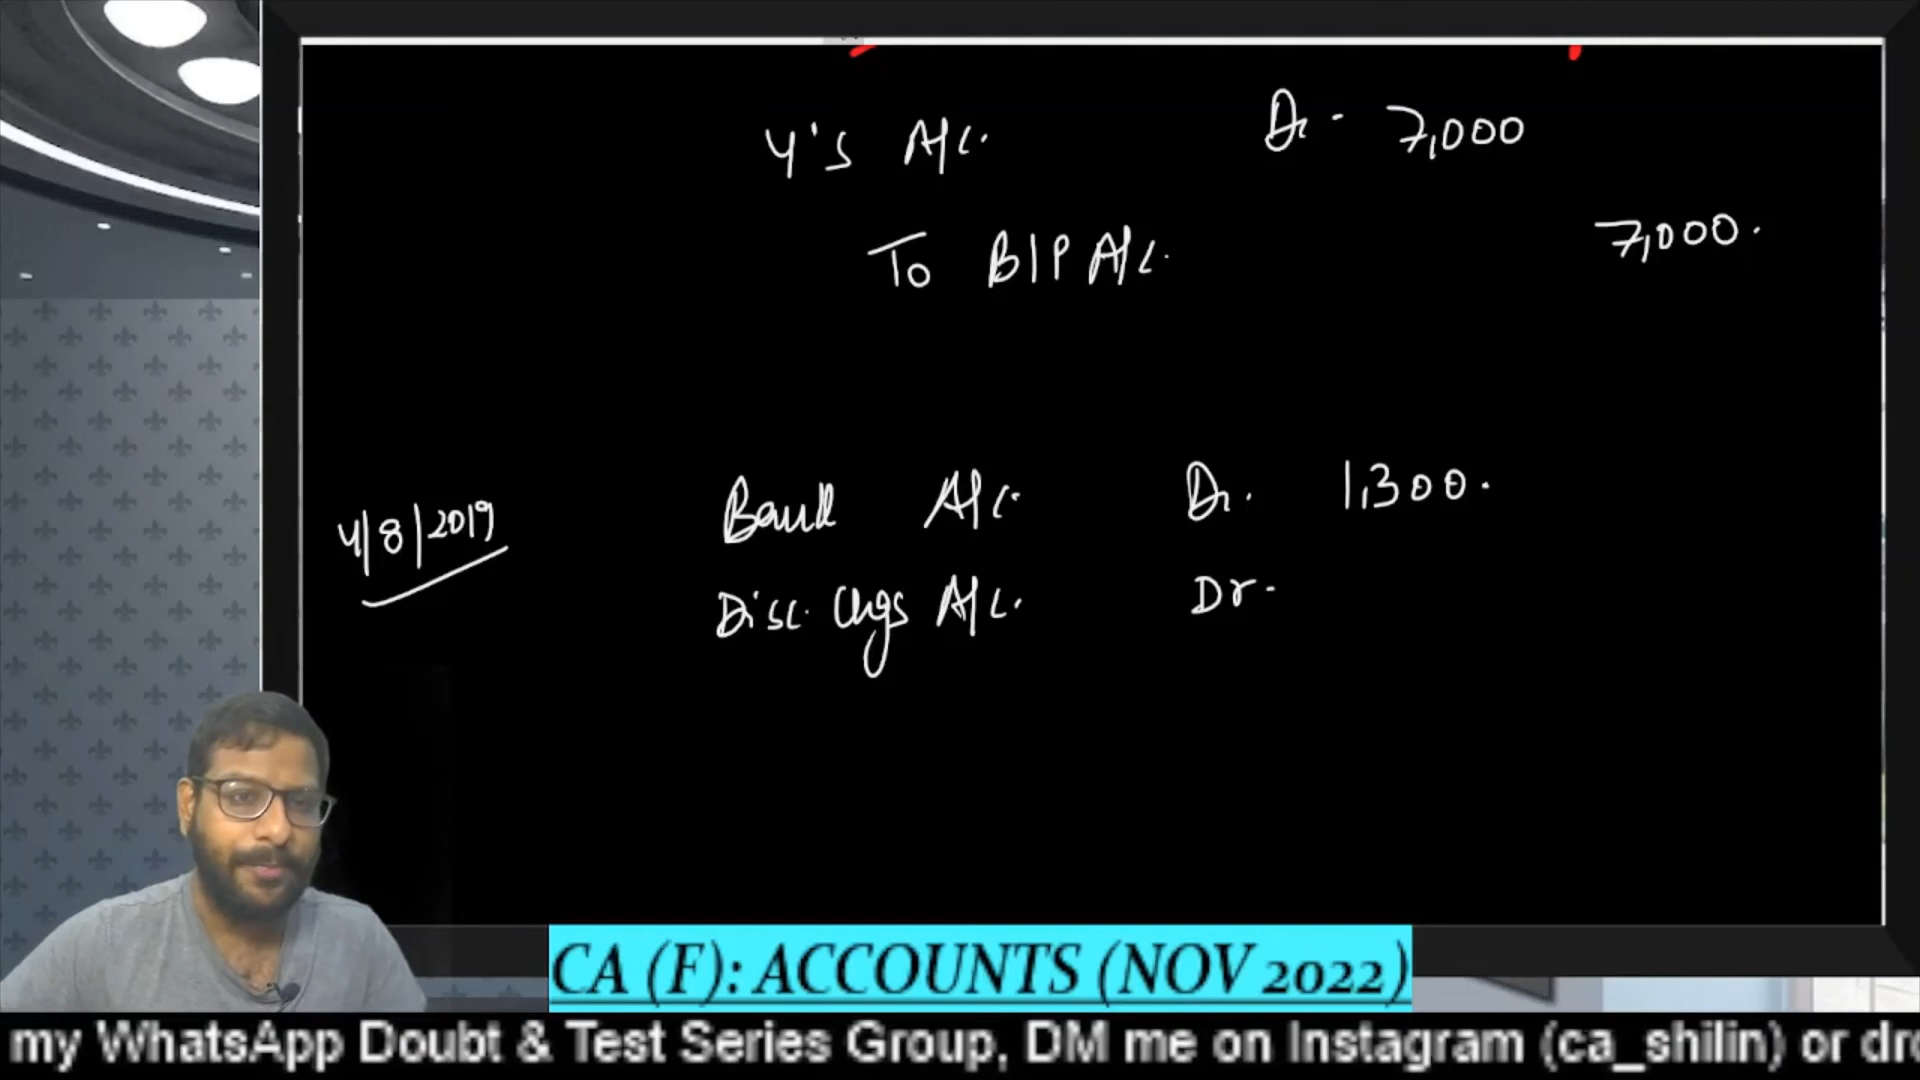 Y's A/c. Dr. 7,000
To B/P A/c. 7,000.
4/8/2019 Bank A/c. Dr. 1,300.
Disc. Chgs A/c. Dr.
CA (F): ACCOUNTS (NOV 2022)
my WhatsApp Doubt & Test Series Group, DM me on Instagram (ca_shilin) or dro